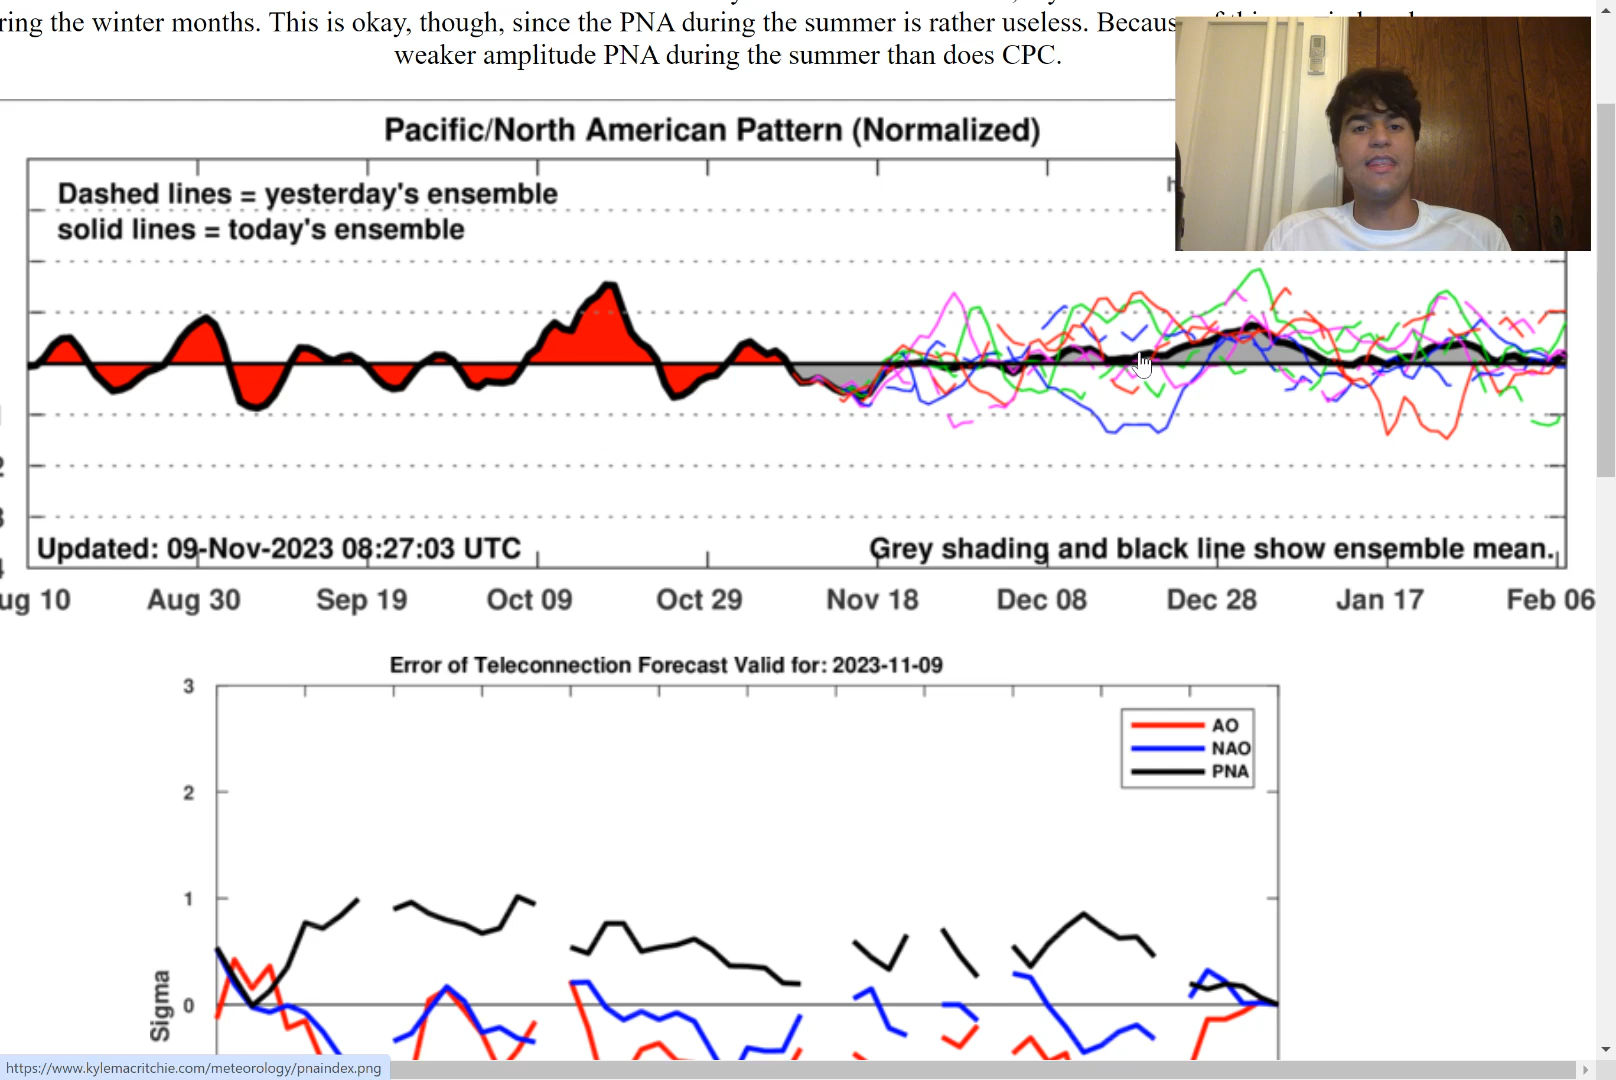 ring the winter months. This is okay, though, since the PNA during the summer is rather useless. Becaus
weaker amplitude PNA during the summer than does CPC.
Pacific/North American Pattern (Normalized)
Dashed lines = yesterday's ensemble
solid lines = today's ensemble
Updated: 09-Nov-2023 08:27:03 UTC
Grey shading and black line show ensemble mean.
ug 10 Aug 30 Sep 19 Oct 09 Oct 29 Nov 18 Dec 08 Dec 28 Jan 17 Feb 06
Error of Teleconnection Forecast Valid for: 2023-11-09
3
AO
NAO
PNA
2
1
0
Sigma
https://www.kylemacritchie.com/meteorology/pnaindex.png